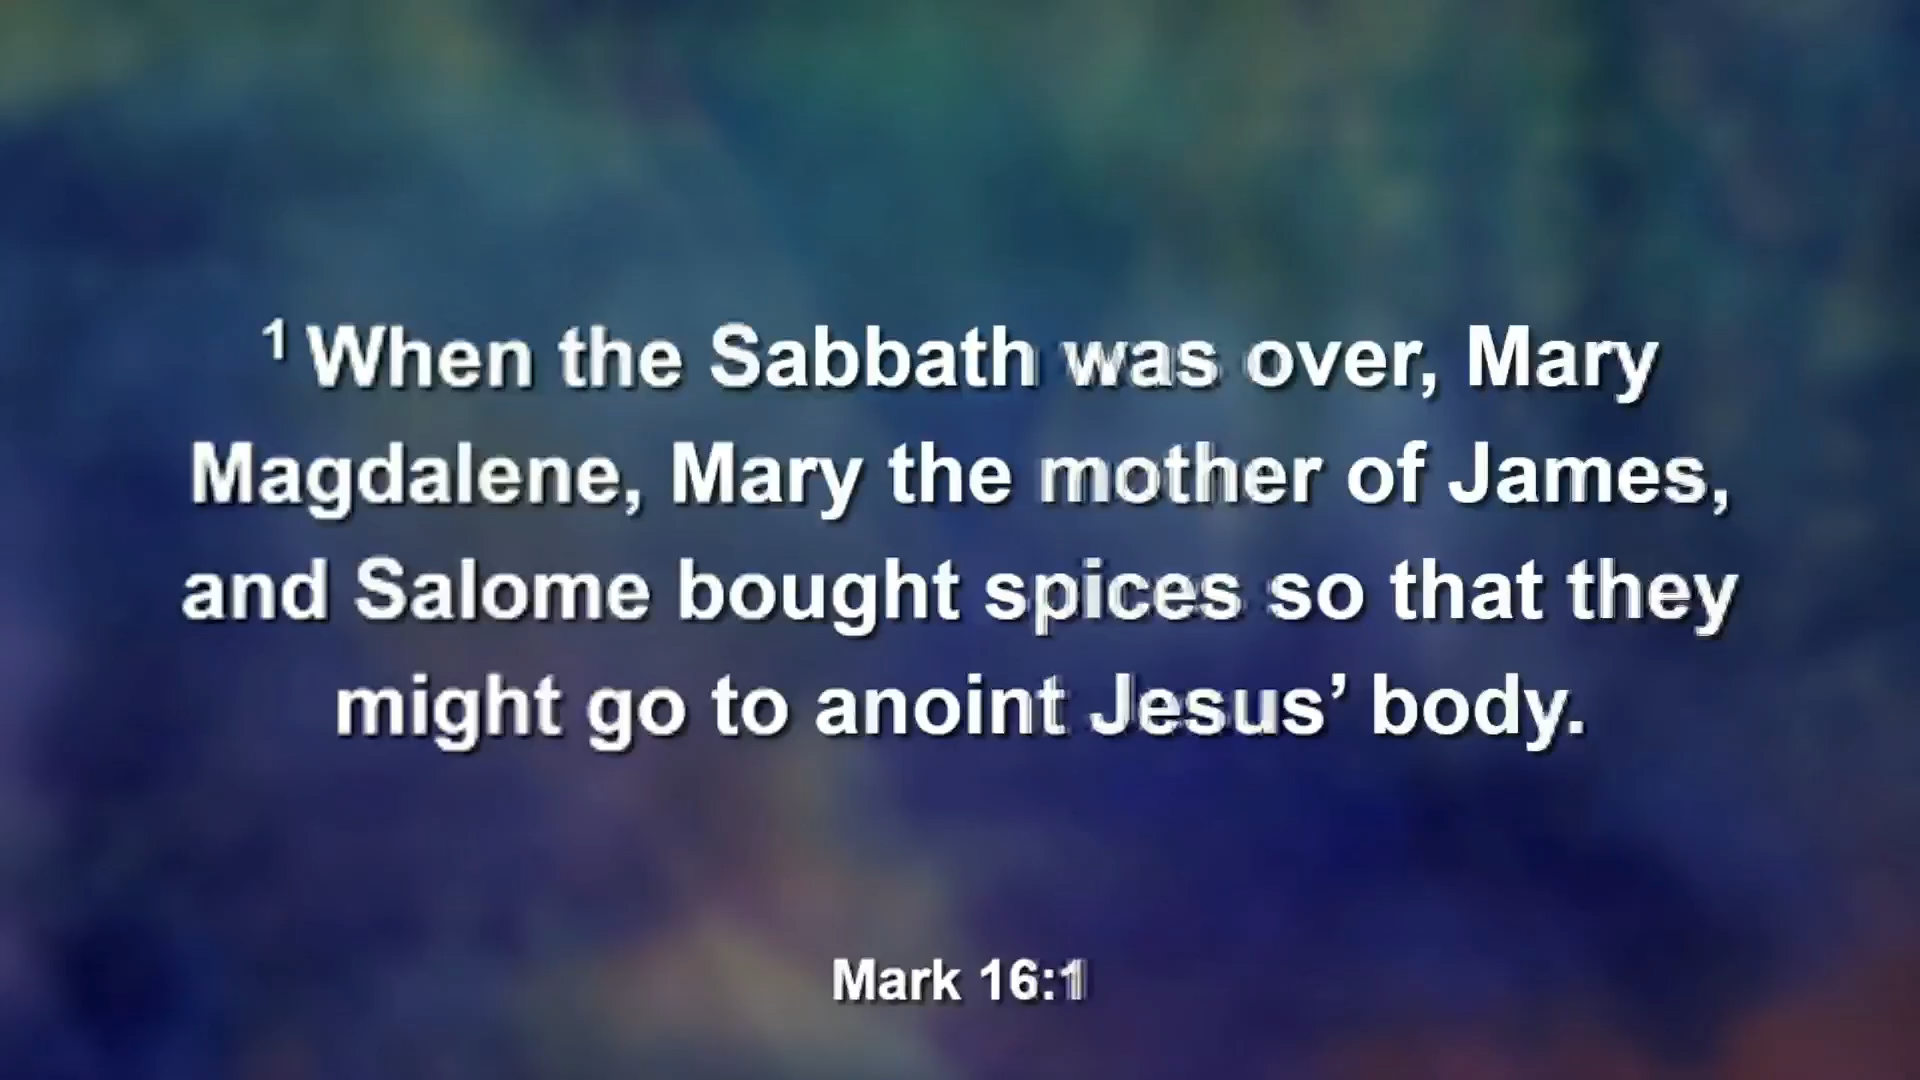 1 When the Sabbath was over, Mary
Magdalene, Mary the mother of James,
and Salome bought spices so that they
might go to anoint Jesus’ body.
Mark 16:1